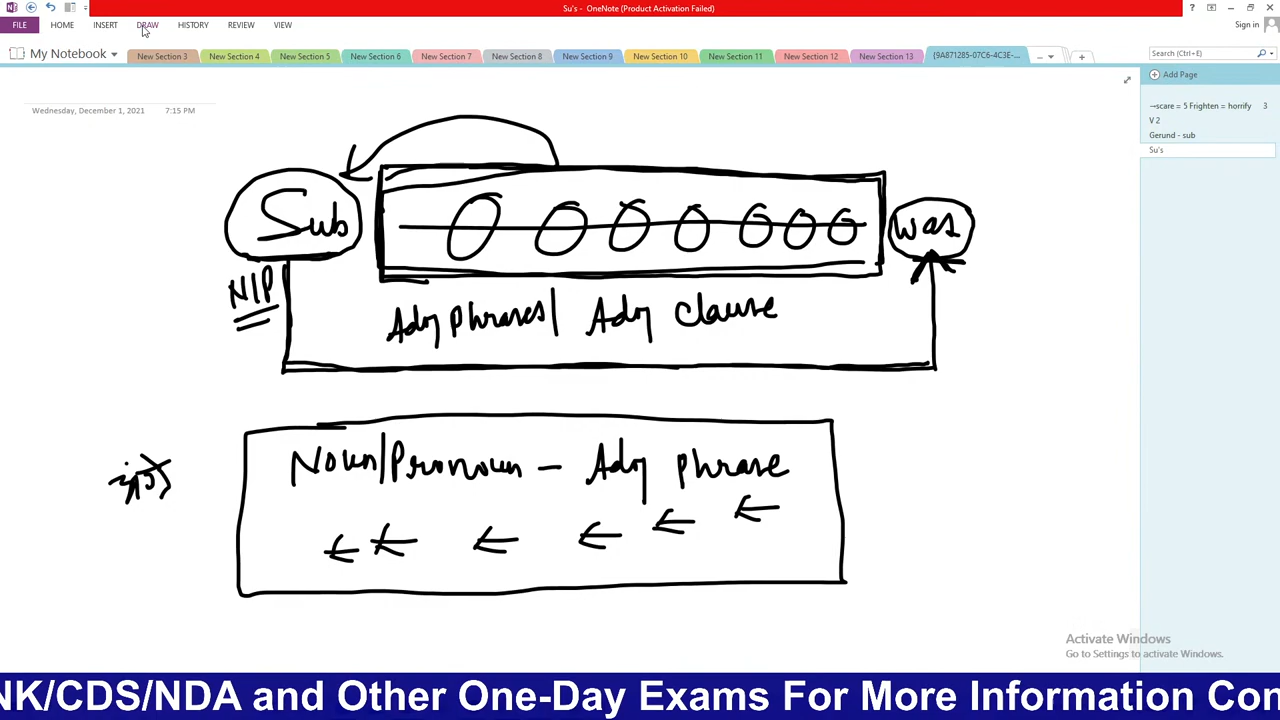 Su's - OneNote (Product Activation Failed)
FILE HOME INSERT DRAW HISTORY REVIEW VIEW
Sign in
My Notebook New Section 3 New Section 4 New Section 5 New Section 6 New Section 7 New Section 8 New Section 9 New Section 10 New Section 11 New Section 12 New Section 13 {9A871285-07C6-4C3E-...
Search (Ctrl+E)
Add Page
Wednesday, December 1, 2021 7:15 PM
→scare = 5 Frighten = horrify 3
V 2
Gerund - sub
Su's
Sub
was
N/P
Adj Phrases/ Adj clause
Noun/Pronoun - Adj phrase
Activate Windows
Go to Settings to activate Windows.
NK/CDS/NDA and Other One-Day Exams For More Information Con